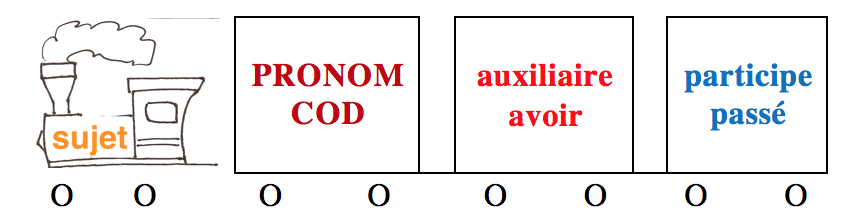 sujet
PRONOM
COD
auxiliaire
avoir
participe
passé
O O O O O O O O